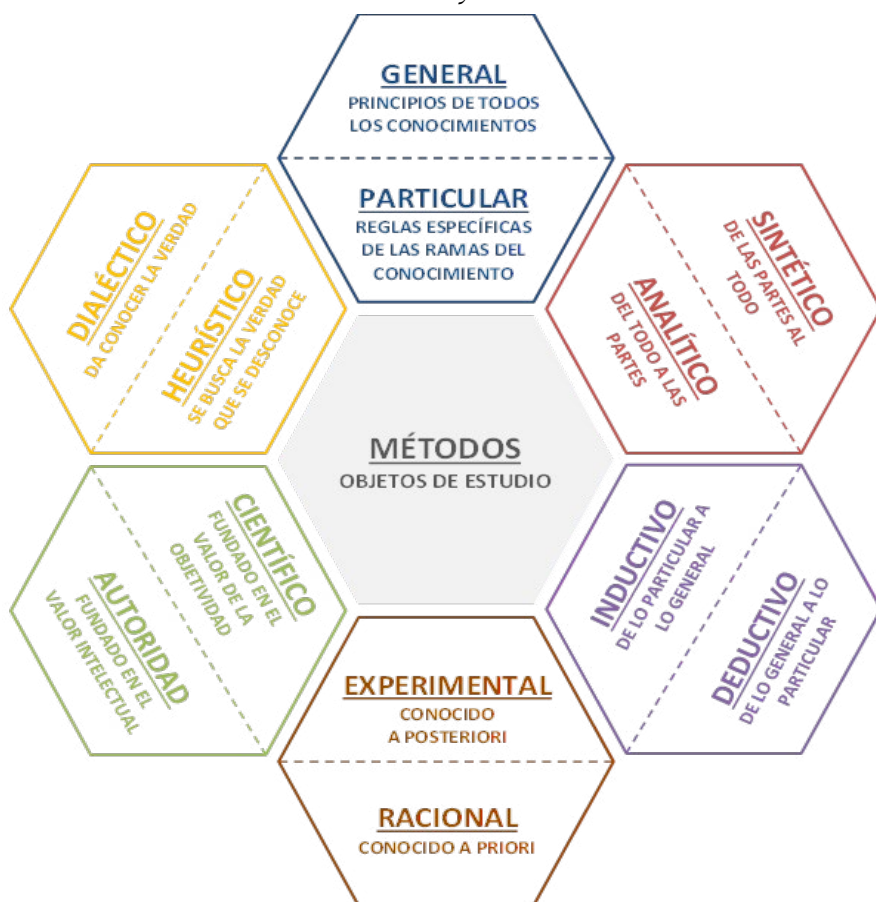 y
GENERAL
PRINCIPIOS DE TODOS
LOS CONOCIMIENTOS
PARTICULAR
REGLAS ESPECÍFICAS
DE LAS RAMAS DEL
CONOCIMIENTO
SINTÉTICO
DE LAS PARTES AL
TODO
ANALÍTICO
DEL TODO A LAS
PARTES
DIALÉCTICO
DA CONOCER LA VERDAD
HEURÍSTICO
SE BUSCA LA VERDAD
QUE SE DESCONOCE
MÉTODOS
OBJETOS DE ESTUDIO
CIENTÍFICO
FUNDADO EN EL
VALOR DE LA
OBJETIVIDAD
AUTORIDAD
FUNDADO EN EL
VALOR INTELECTUAL
INDUCTIVO
DE LO PARTICULAR A
LO GENERAL
DEDUCTIVO
DE LO GENERAL A LO
PARTICULAR
EXPERIMENTAL
CONOCIDO
A POSTERIORI
RACIONAL
CONOCIDO A PRIORI